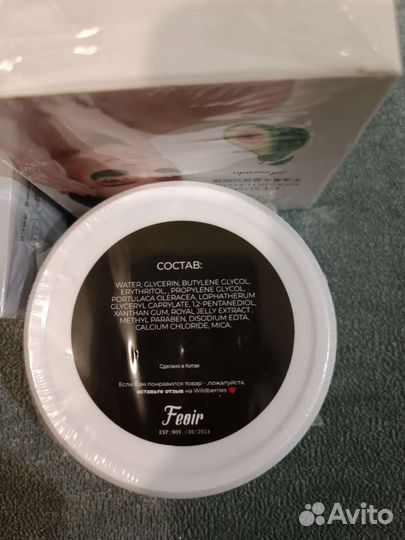 Avocado
СОСТАВ:
WATER, GLYCERIN, BUTYLENE GLYCOL,
ERYTHRITOL , PROPYLENE GLYCOL,
PORTULACA OLERACEA, LOPHATHERUM
GLYCERYL CAPRYLATE, 1,2-PENTANEDIOL,
XANTHAN GUM, ROYAL JELLY EXTRACT ,
METHYL PARABEN, DISODIUM EDTA,
CALCIUM CHLORIDE, MICA.
Сделано в Китае
Если Вам понравился товар - ,пожалуйста,
оставьте отзыв на Wildberries ❤
Feoir
EXP:NOV./30/2024
Avito